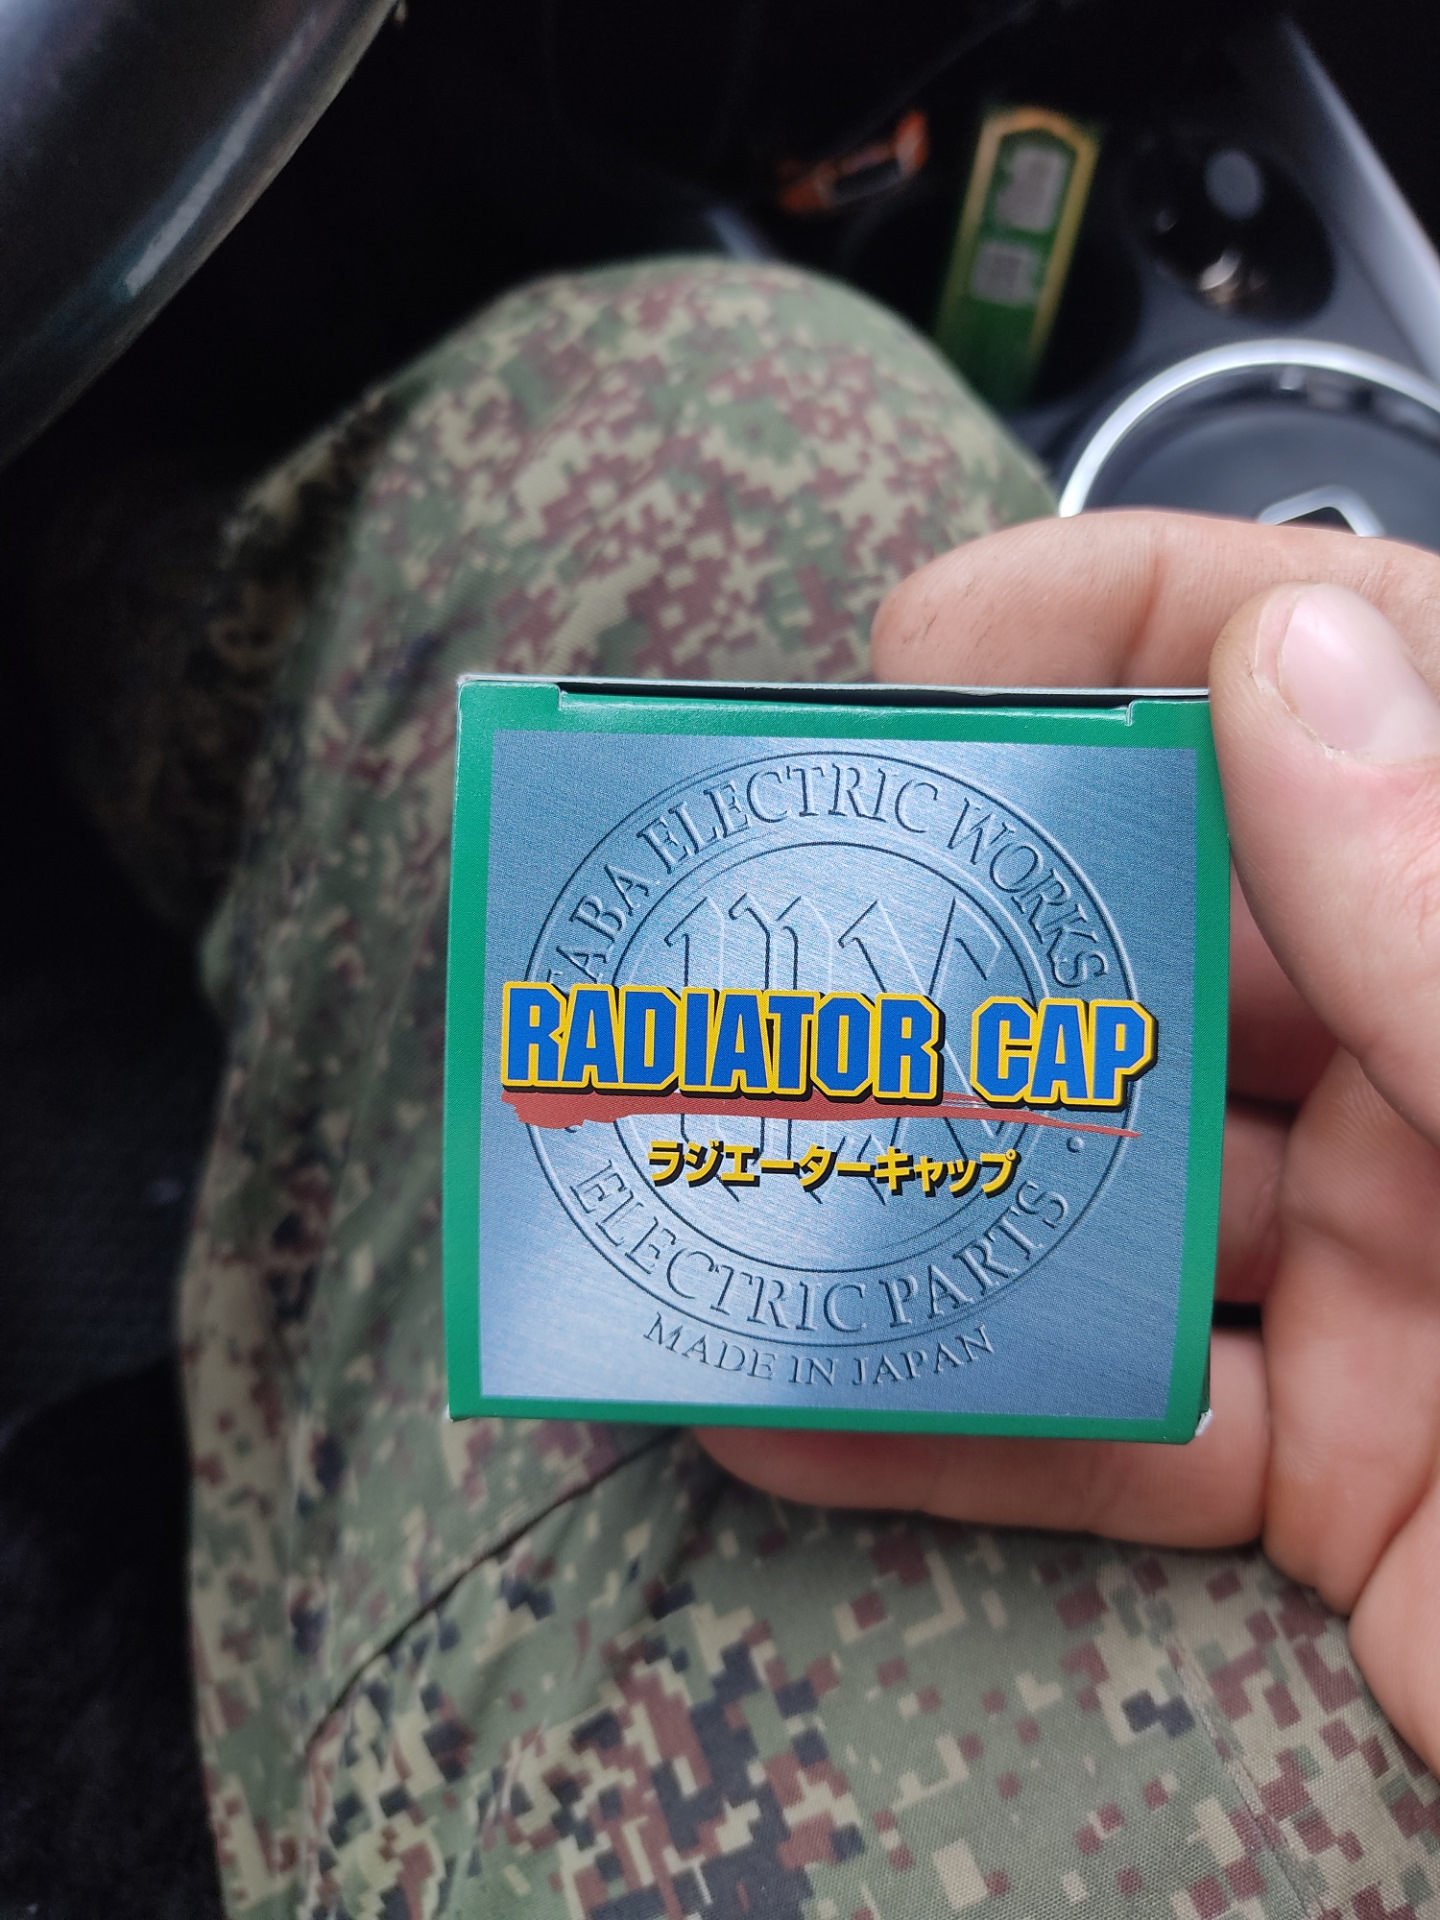 ELECTRIC WORKS
RADIATOR CAP
ラジエーターキャップ
ELECTRIC PARTS
MADE IN JAPAN